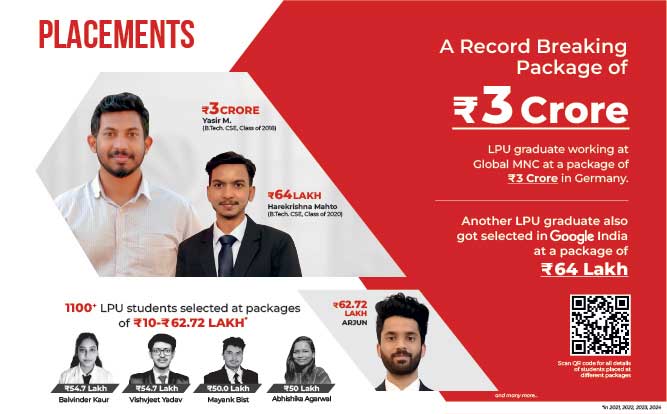 PLACEMENTS
₹3 CRORE
Yasir M.
(B.Tech. CSE, Class of 2018)
₹64 LAKH
Harekrishna Mahto
(B.Tech. CSE, Class of 2020)
A Record Breaking
Package of
₹3 Crore
LPU graduate working at
Global MNC at a package of
₹3 Crore in Germany.
Another LPU graduate also
got selected in Google India
at a package of
₹64 Lakh
1100+ LPU students selected at packages
of ₹10-₹62.72 LAKH*
₹54.7 Lakh
Balvinder Kaur
₹54.7 Lakh
Vishvjeet Yadav
₹50.0 Lakh
Mayank Bist
₹50 Lakh
Abhishika Agarwal
₹62.72
LAKH
ARJUN
Scan QR code for all details
of students placed at
different packages
and many more..
*in 2021, 2022, 2023, 2024